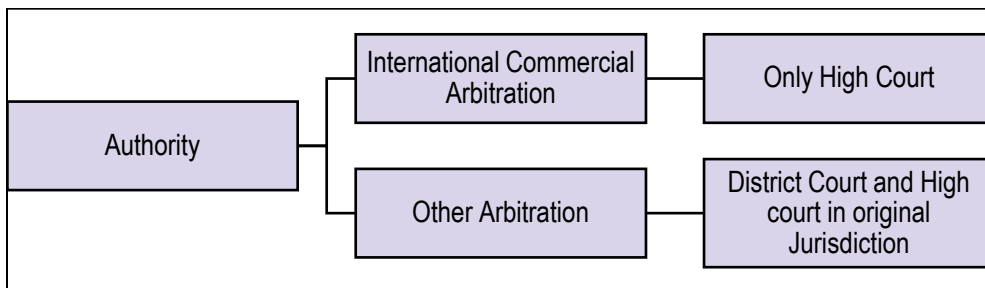 Authority
International Commercial
Arbitration
Only High Court
Other Arbitration
District Court and High
court in original
Jurisdiction